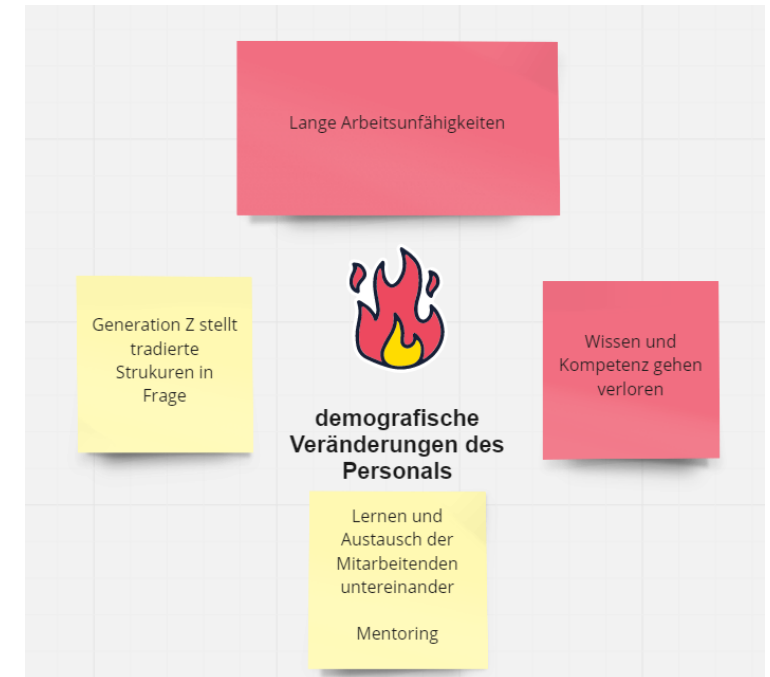 Lange Arbeitsunfähigkeiten
Generation Z stellt
tradierte
Strukuren in
Frage
Wissen und
Kompetenz gehen
verloren
demografische
Veränderungen des
Personals
Lernen und
Austausch der
Mitarbeitenden
untereinander
Mentoring